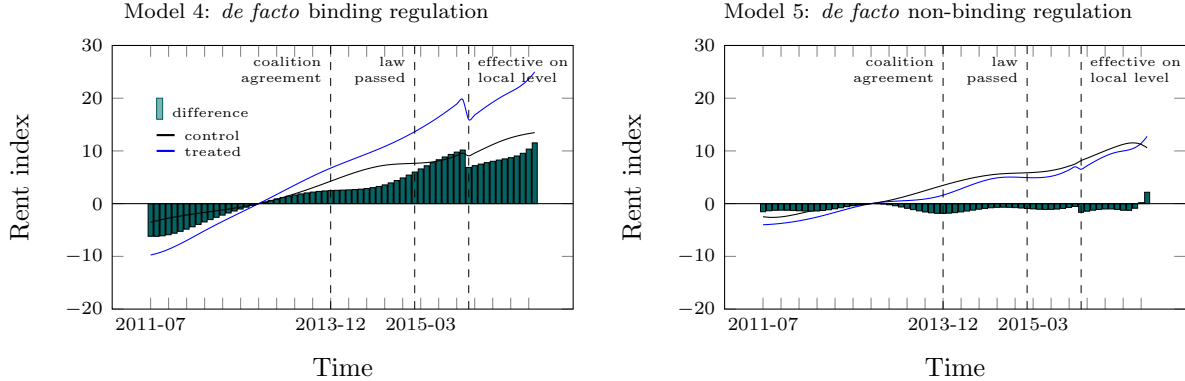 Model 4: de facto binding regulation
30
20
10
0
−10
−20
Rent index
coalition
agreement
law
passed
effective on
local level
difference
control
treated
2011-07
2013-12
2015-03
Time
Model 5: de facto non-binding regulation
30
20
10
0
−10
−20
Rent index
coalition
agreement
law
passed
effective on
local level
2011-07
2013-12
2015-03
Time